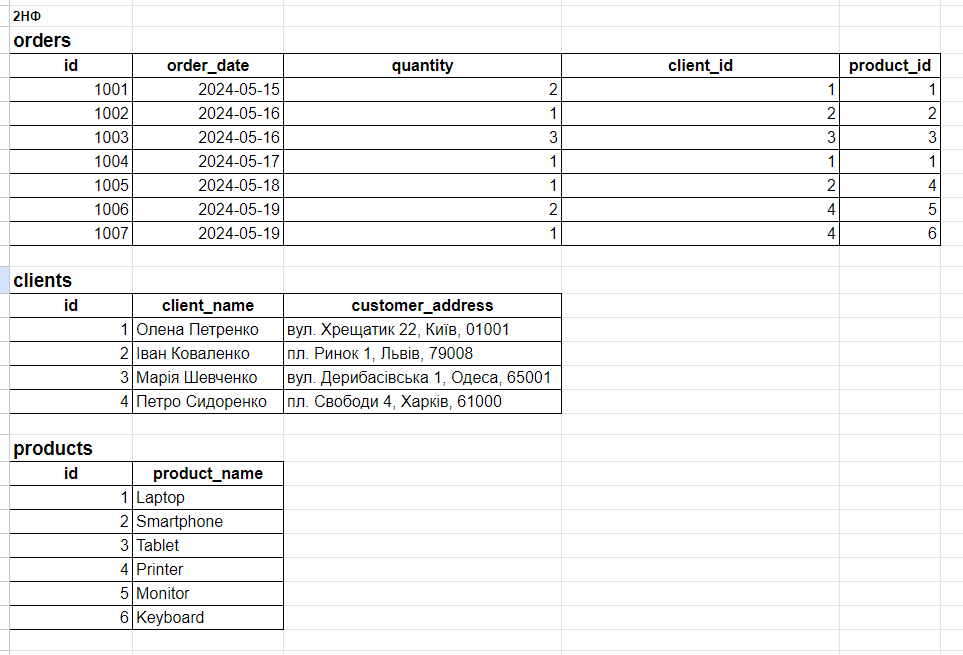 2НФ
orders
id order_date quantity client_id product_id
1001 2024-05-15 2 1 1
1002 2024-05-16 1 2 2
1003 2024-05-16 3 3 3
1004 2024-05-17 1 1 1
1005 2024-05-18 1 2 4
1006 2024-05-19 2 4 5
1007 2024-05-19 1 4 6
clients
id client_name customer_address
1 Олена Петренко вул. Хрещатик 22, Київ, 01001
2 Іван Коваленко пл. Ринок 1, Львів, 79008
3 Марія Шевченко вул. Дерибасівська 1, Одеса, 65001
4 Петро Сидоренко пл. Свободи 4, Харків, 61000
products
id product_name
1 Laptop
2 Smartphone
3 Tablet
4 Printer
5 Monitor
6 Keyboard